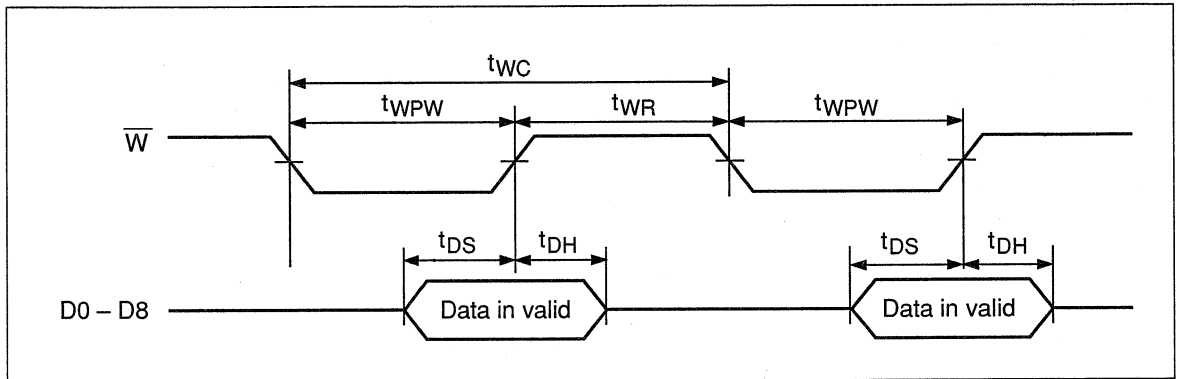 tWC
tWPW tWR tWPW
W̅
tDS tDH tDS tDH
D0 – D8 Data in valid Data in valid